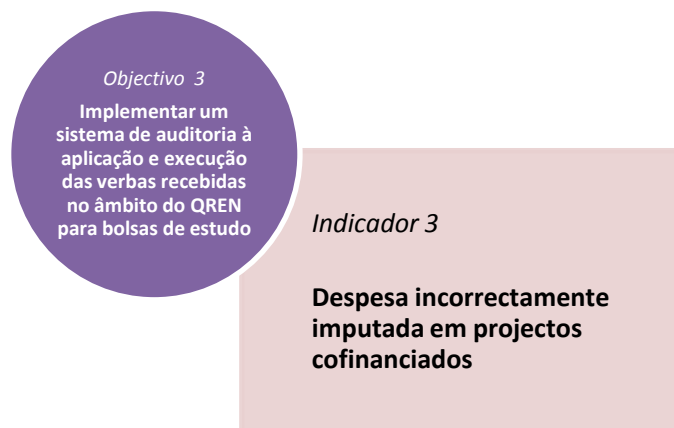 Objectivo 3
Implementar um
sistema de auditoria à
aplicação e execução
das verbas recebidas
no âmbito do QREN
para bolsas de estudo
Indicador 3
Despesa incorrectamente
imputada em projectos
cofinanciados